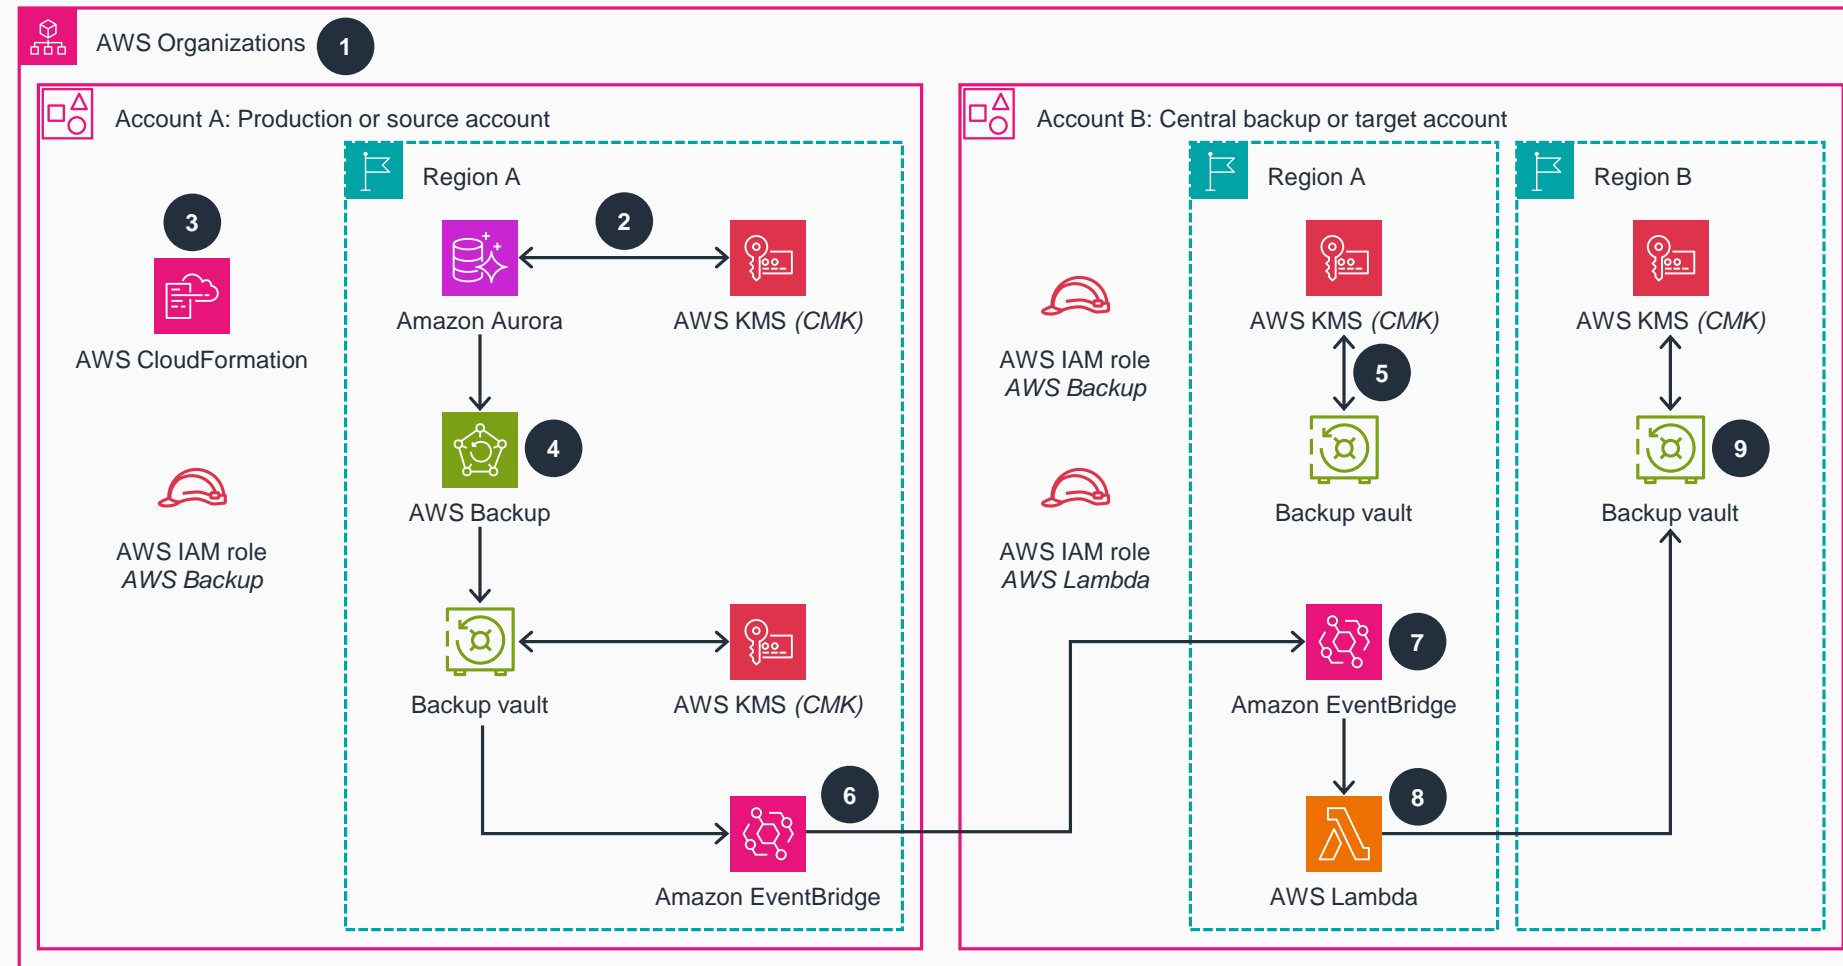 AWS Organizations
1
Account A: Production or source account
Region A
3
AWS CloudFormation
2
Amazon Aurora
AWS KMS (CMK)
4
AWS Backup
AWS IAM role
AWS Backup
Backup vault
AWS KMS (CMK)
6
Amazon EventBridge
Account B: Central backup or target account
AWS IAM role
AWS Backup
AWS IAM role
AWS Lambda
Region A
AWS KMS (CMK)
5
Backup vault
7
Amazon EventBridge
8
AWS Lambda
Region B
AWS KMS (CMK)
9
Backup vault